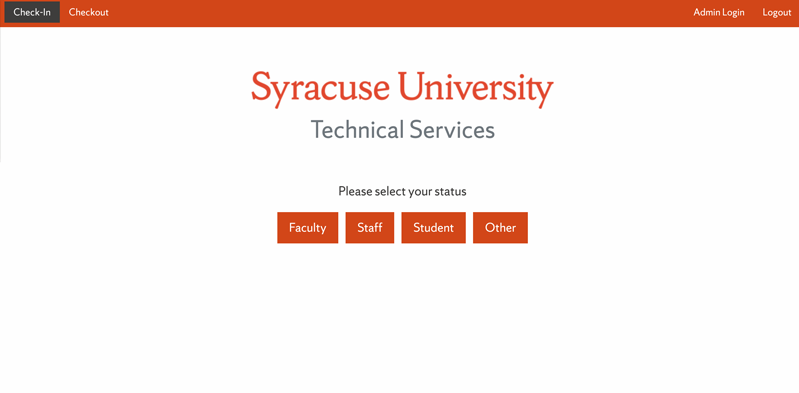 Check-In Checkout Admin Login Logout
Syracuse University
Technical Services
Please select your status
Faculty Staff Student Other